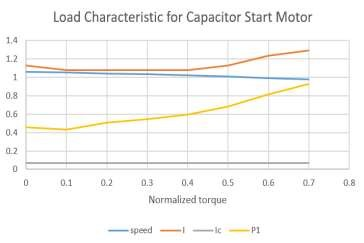 Load Characteristic for Capacitor Start Motor
1.4
1.2
1
0.8
0.6
0.4
0.2
0
0 0.1 0.2 0.3 0.4 0.5 0.6 0.7 0.8
Normalized torque
speed I Ic P1